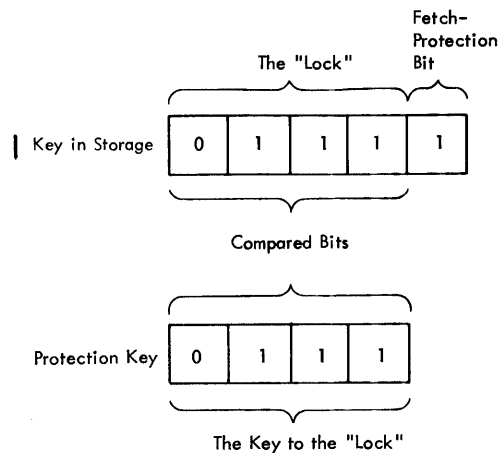 Fetch-
Protection
Bit
The "Lock"
Key in Storage 0 1 1 1 1
Compared Bits
Protection Key 0 1 1 1
The Key to the "Lock"